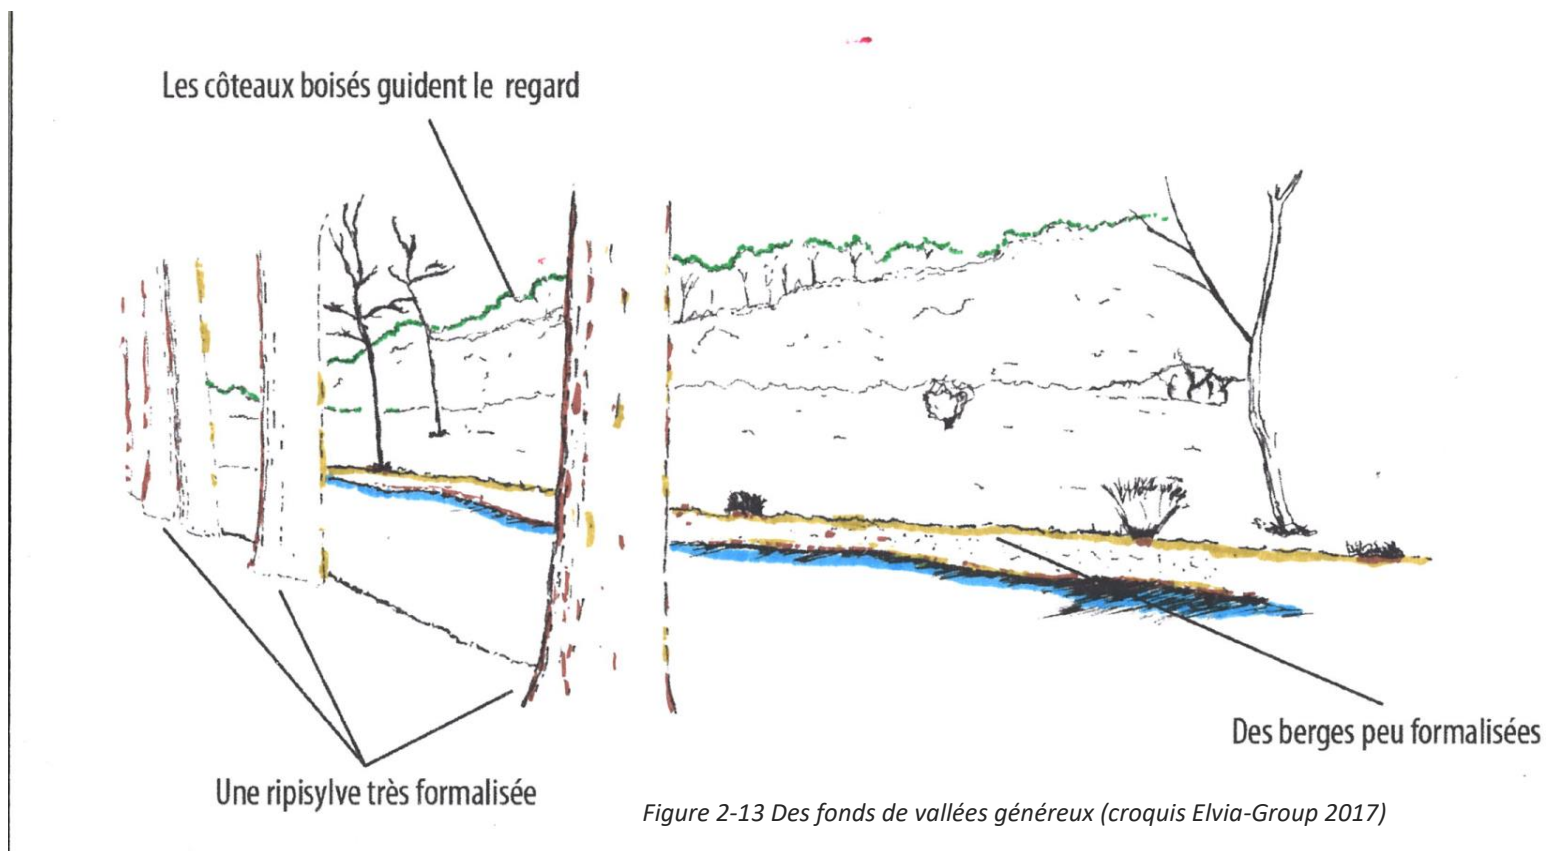 Les côteaux boisés guident le regard
Des berges peu formalisées
Une ripisylve très formalisée
Figure 2-13 Des fonds de vallées généreux (croquis Elvia-Group 2017)